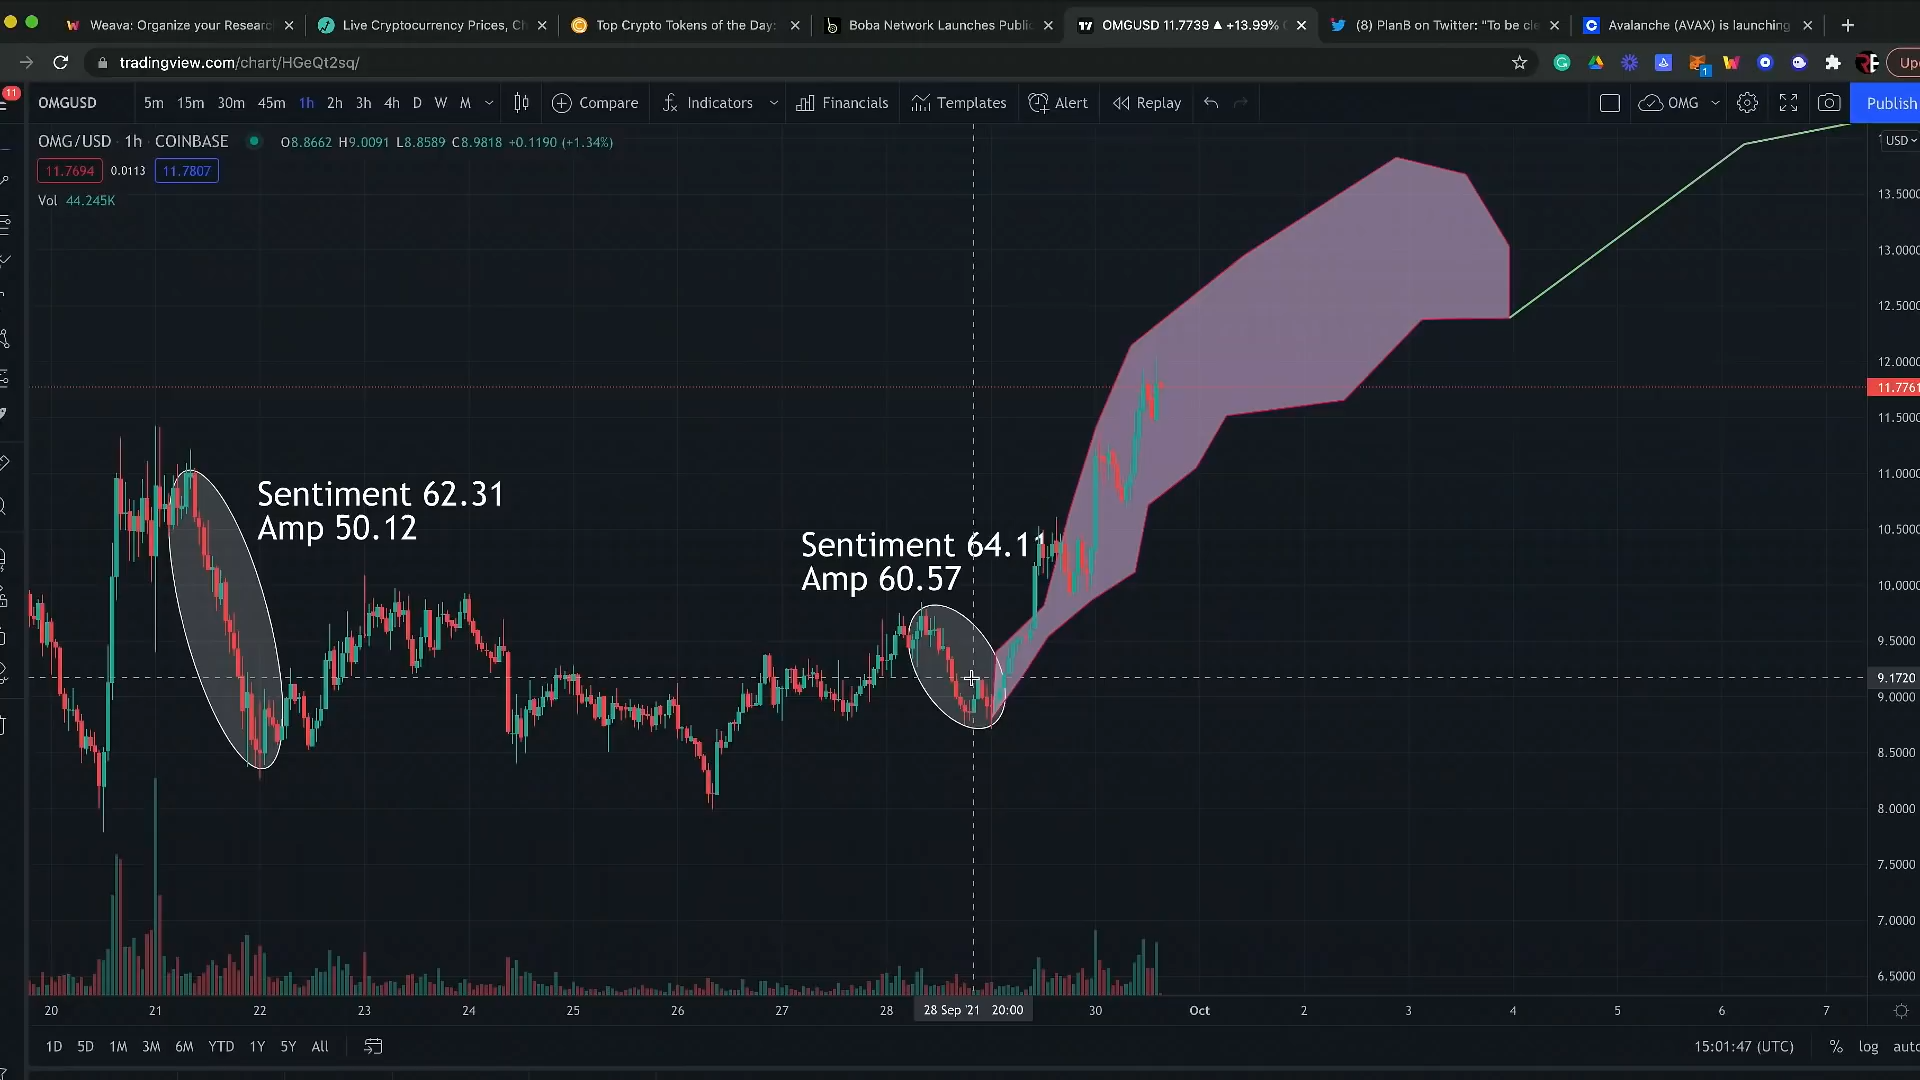 Weava: Organize your Resear
Live Cryptocurrency Prices, Ch
Top Crypto Tokens of the Day:
Boba Network Launches Public
OMGUSD 11.7739 ▲ +13.99%
(8) PlanB on Twitter: "To be cle
Avalanche (AVAX) is launching
tradingview.com/chart/HGeQt2sq/
1
Up
11
OMGUSD 5m 15m 30m 45m 1h 2h 3h 4h D W M Compare Indicators Financials Templates Alert Replay OMG Publish
OMG/USD · 1h · COINBASE O8.8662 H9.0091 L8.8589 C8.9818 +0.1190 (+1.34%)
USD
11.7694 0.0113 11.7807
Vol 44.245K
13.5000
13.0000
12.5000
12.0000
11.7761
11.5000
11.0000
Sentiment 62.31
Amp 50.12
10.5000
Sentiment 64.11
Amp 60.57
10.0000
9.5000
9.1720
9.0000
8.5000
8.0000
7.5000
7.0000
6.5000
20 21 22 23 24 25 26 27 28 28 Sep '21 20:00 30 Oct 2 3 4 5 6 7
1D 5D 1M 3M 6M YTD 1Y 5Y All 15:01:47 (UTC) % log auto